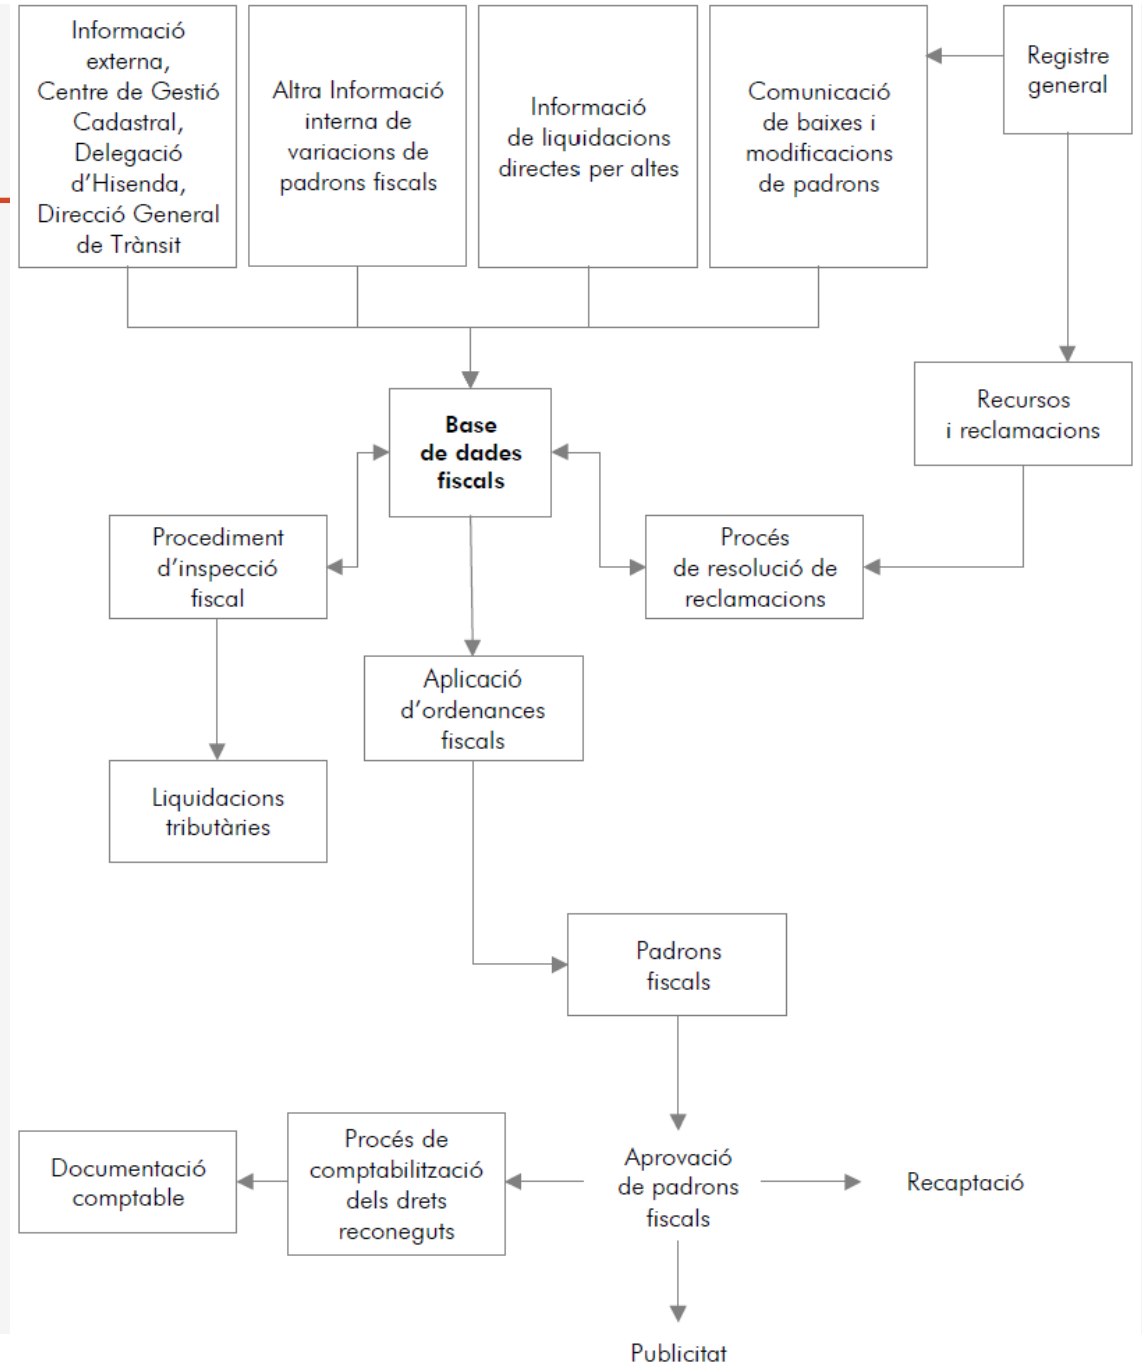 Informació
externa,
Centre de Gestió
Cadastral,
Delegació
d’Hisenda,
Direcció General
de Trànsit
Altra Informació
interna de
variacions de
padrons fiscals
Informació
de liquidacions
directes per altes
Comunicació
de baixes i
modificacions
de padrons
Registre
general
Base
de dades
fiscals
Recursos
i reclamacions
Procediment
d’inspecció
fiscal
Procés
de resolució de
reclamacions
Aplicació
d’ordenances
fiscals
Liquidacions
tributàries
Padrons
fiscals
Documentació
comptable
Procés de
comptabilització
dels drets
reconeguts
Aprovació
de padrons
fiscals
Recaptació
Publicitat